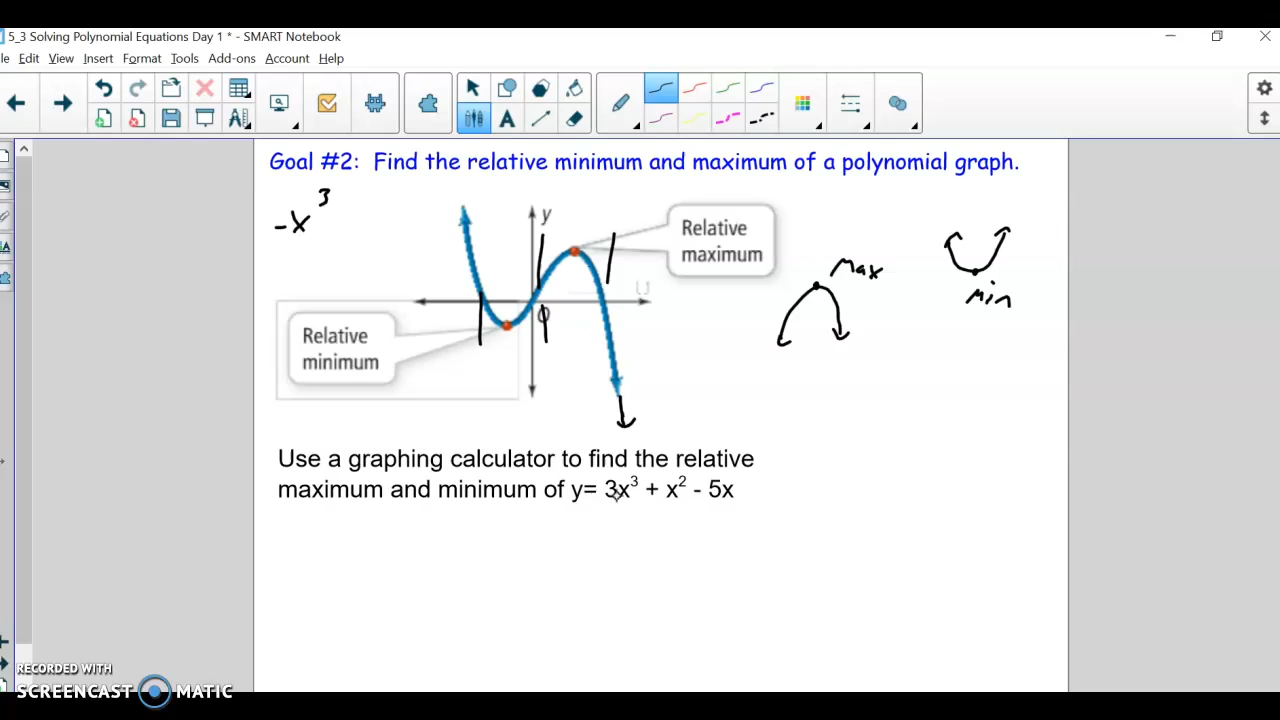 5_3 Solving Polynomial Equations Day 1 * - SMART Notebook
le Edit View Insert Format Tools Add-ons Account Help
Goal #2: Find the relative minimum and maximum of a polynomial graph.
-x³
y
Relative
maximum
Max
min
Relative
minimum
Use a graphing calculator to find the relative
maximum and minimum of y= 3x³ + x² - 5x
RECORDED WITH
SCREENCAST MATIC